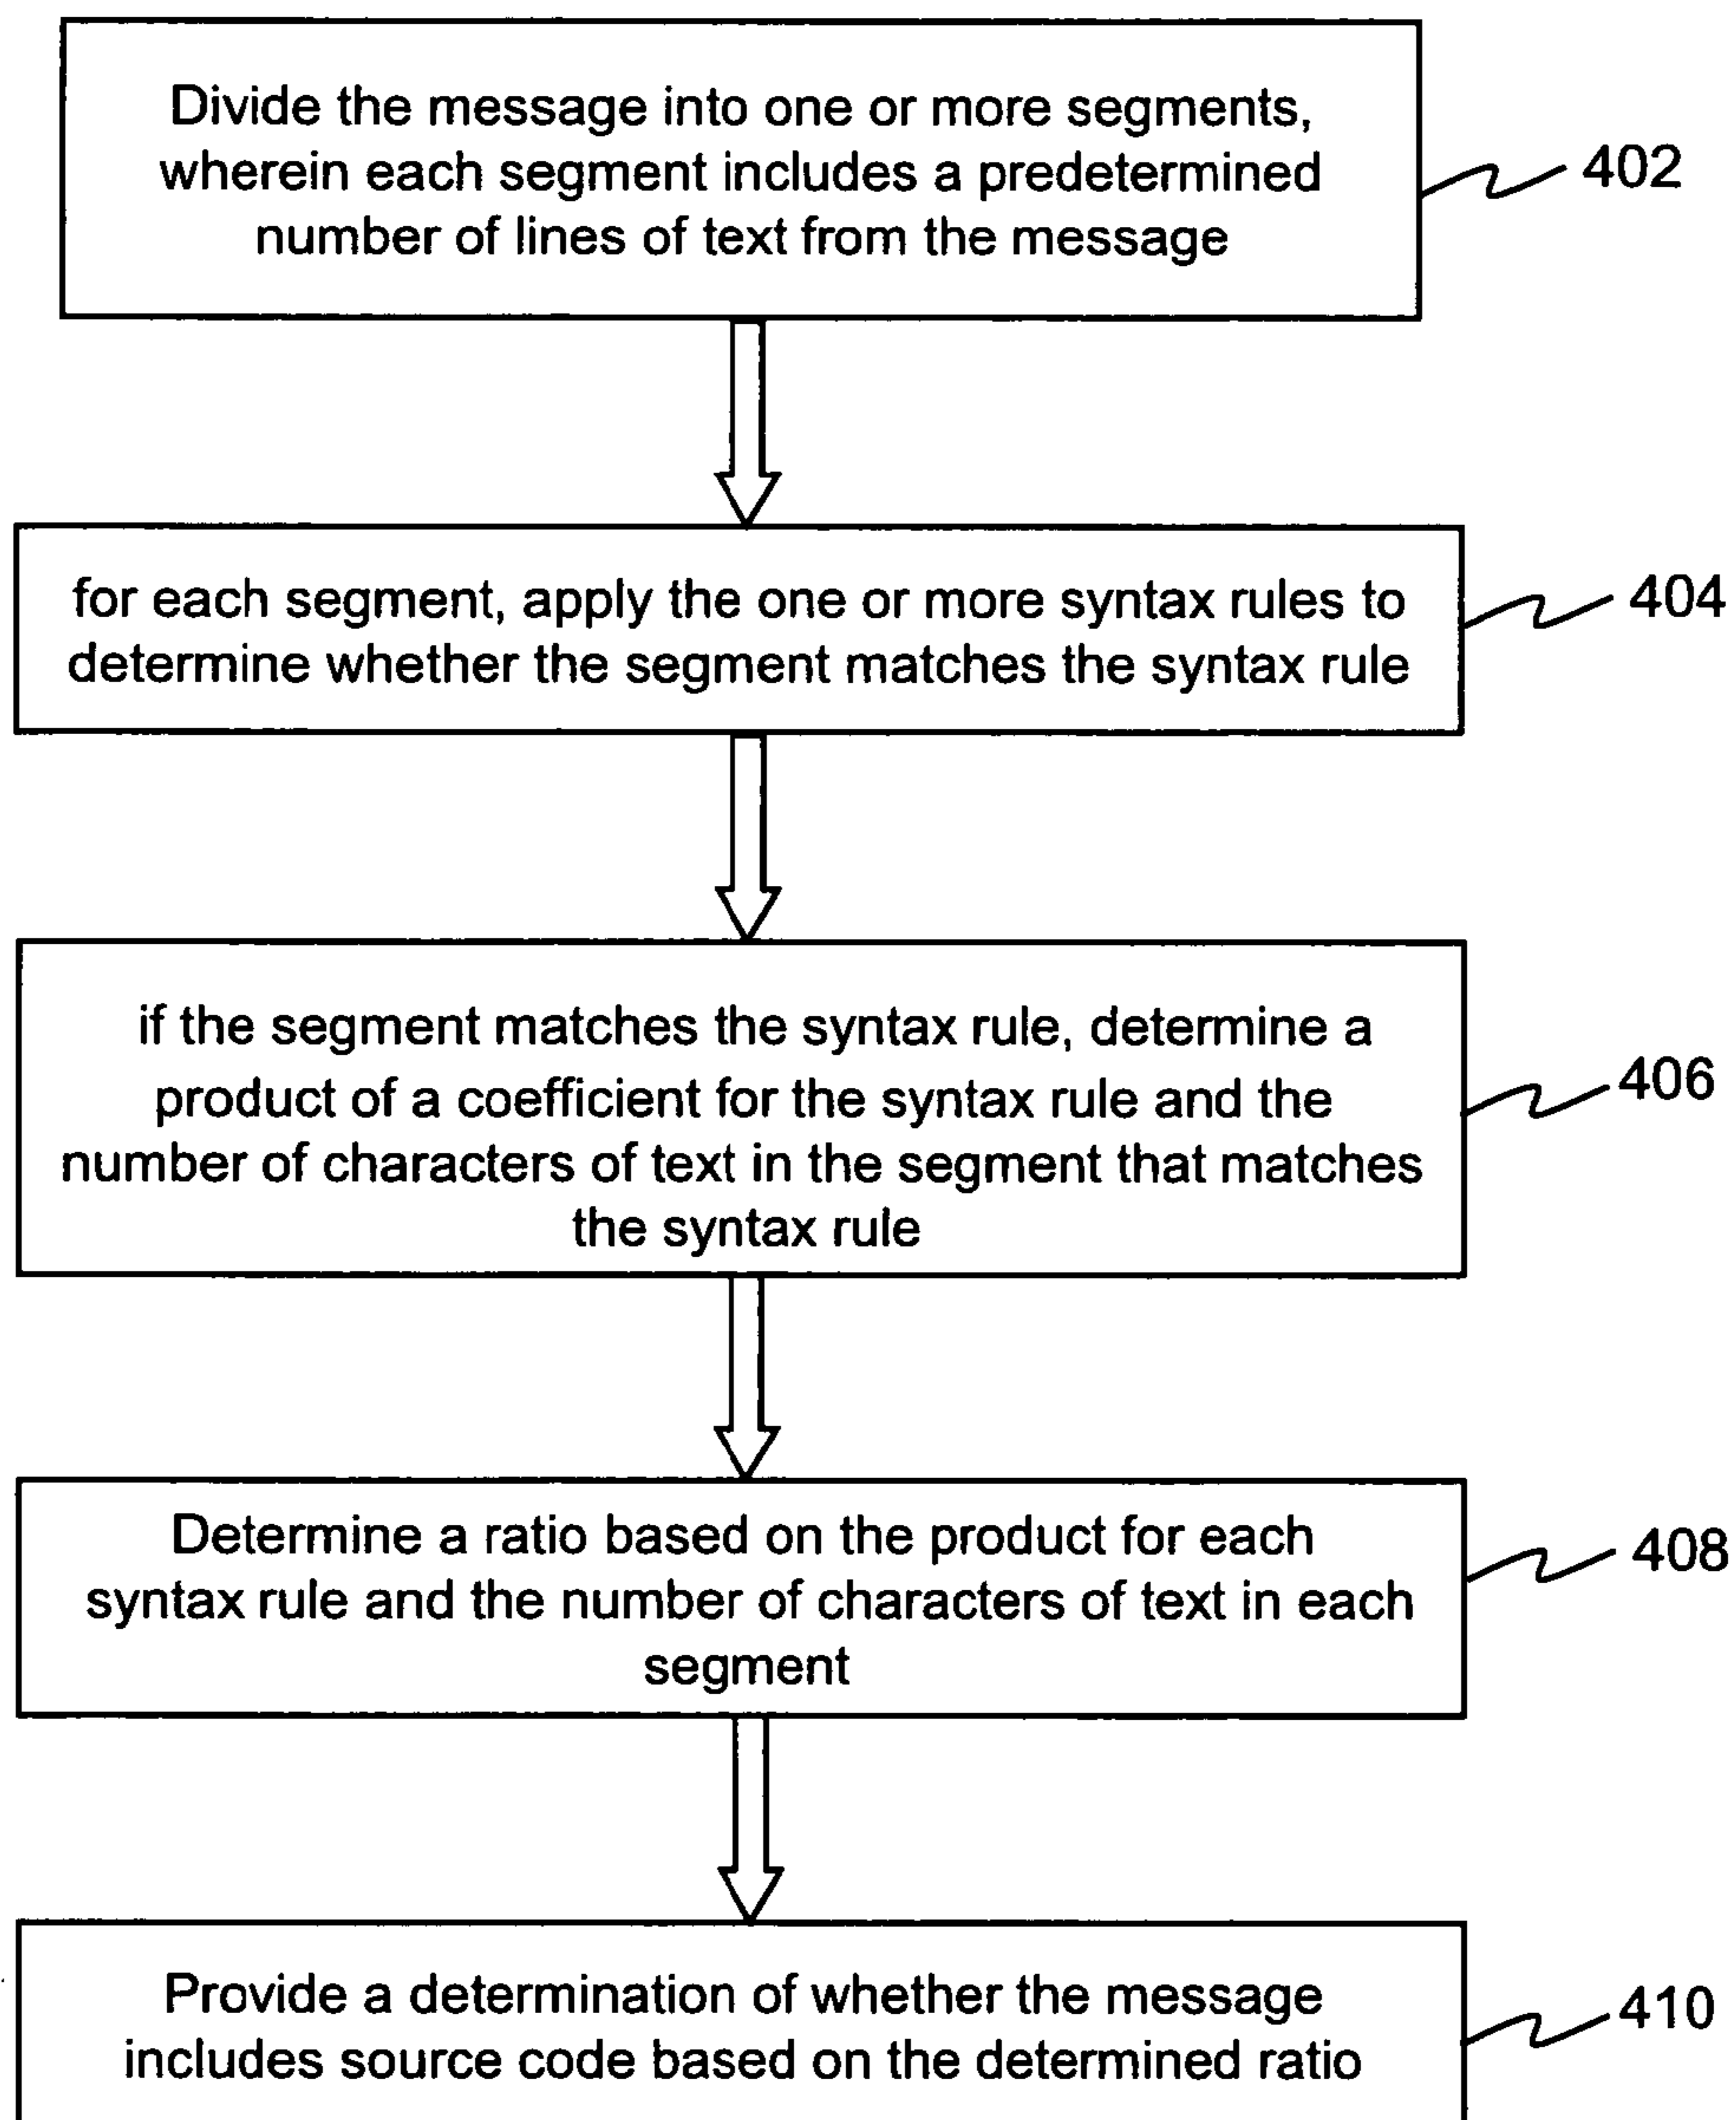 Divide the message into one or more segments,
wherein each segment includes a predetermined
number of lines of text from the message
402
for each segment, apply the one or more syntax rules to
determine whether the segment matches the syntax rule
404
if the segment matches the syntax rule, determine a
product of a coefficient for the syntax rule and the
number of characters of text in the segment that matches
the syntax rule
406
Determine a ratio based on the product for each
syntax rule and the number of characters of text in each
segment
408
Provide a determination of whether the message
includes source code based on the determined ratio
410